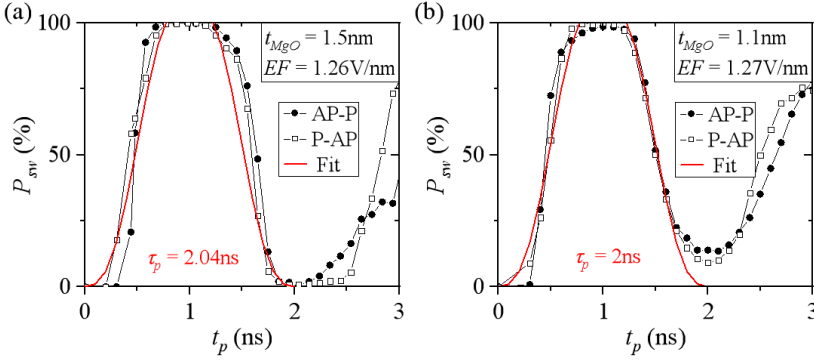 (a)
100
50
0
P_sw (%)
t_MgO = 1.5nm
EF = 1.26V/nm
AP-P
P-AP
Fit
τ_p = 2.04ns
0 1 2 3
t_p (ns)
(b)
100
50
0
P_sw (%)
t_MgO = 1.1nm
EF = 1.27V/nm
AP-P
P-AP
Fit
τ_p = 2ns
0 1 2 3
t_p (ns)